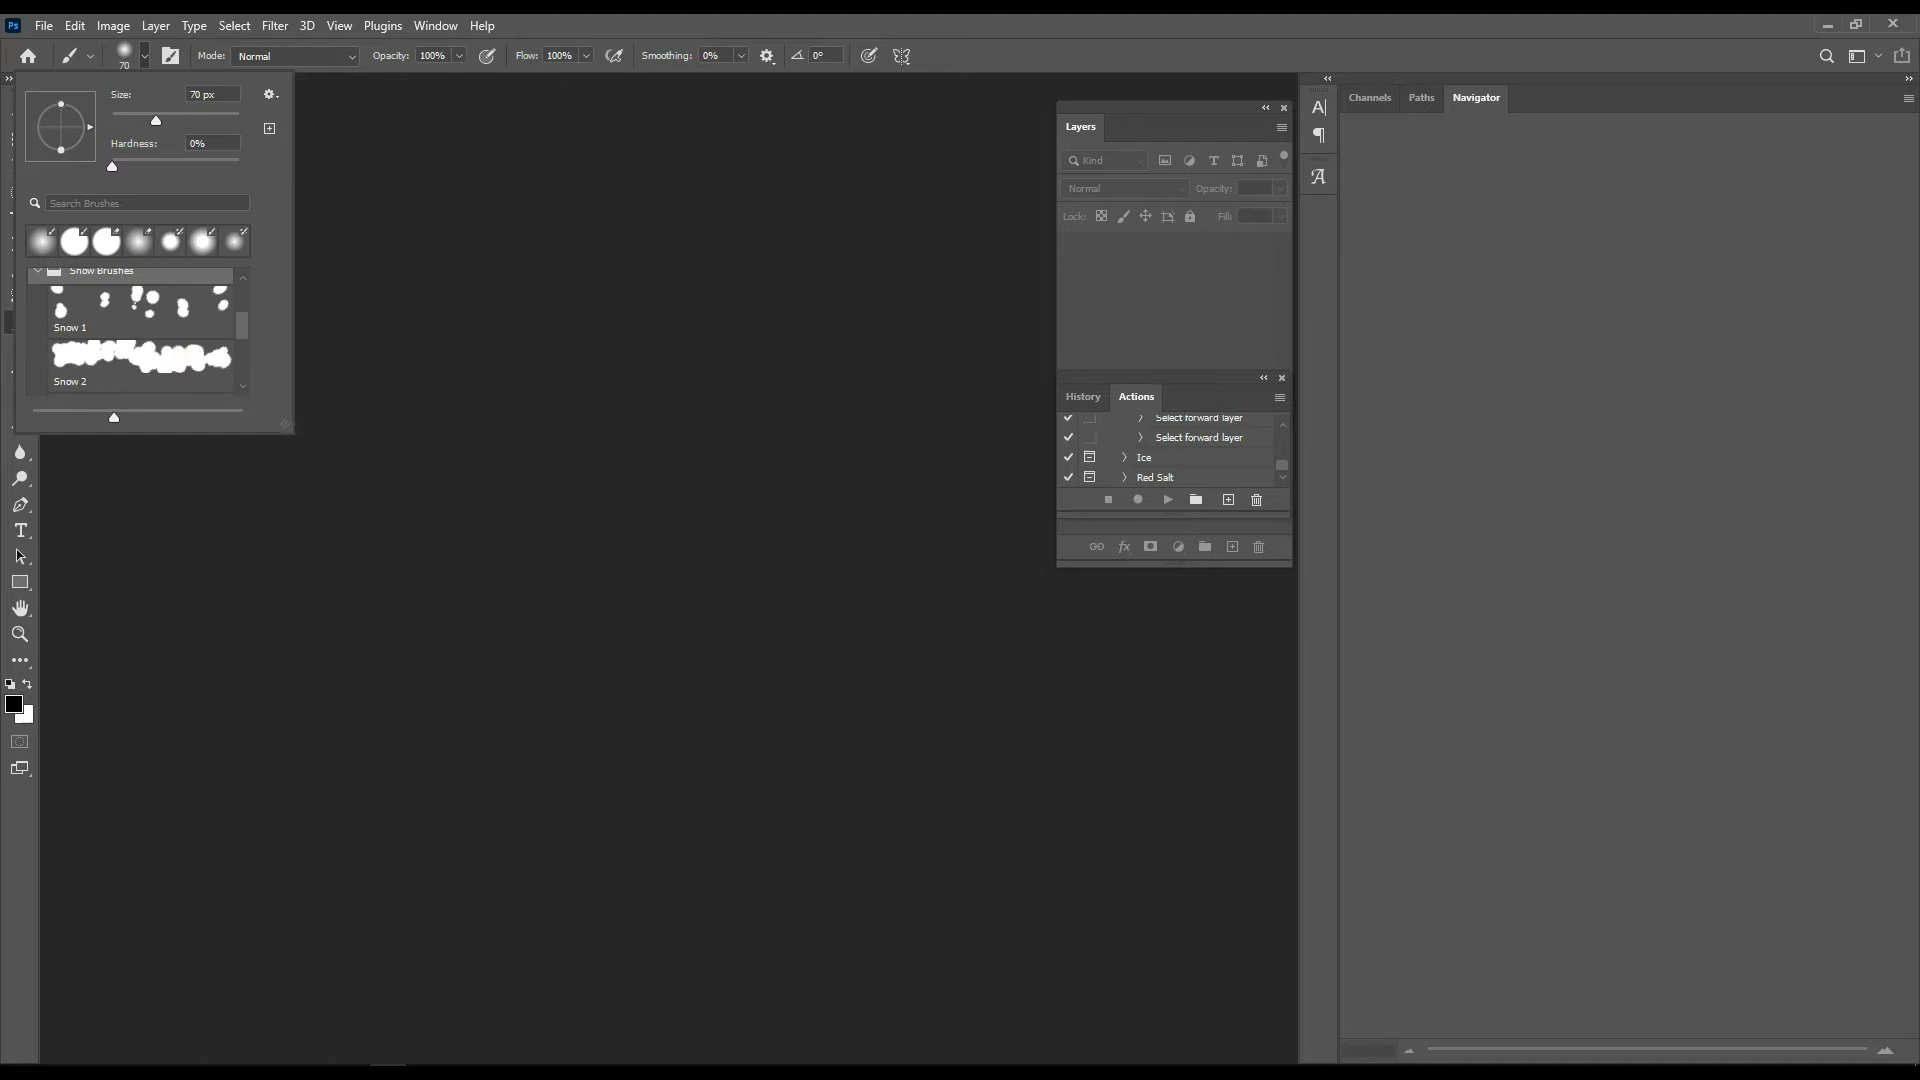 Ps File Edit Image Layer Type Select Filter 3D View Plugins Window Help
70 Mode: Normal Opacity: 100% Flow: 100% Smoothing: 0% 0°
Size: 70 px
Hardness: 0%
Search Brushes
Snow Brushes
Snow 1
Snow 2
Layers
Kind
Normal Opacity:
Lock: Fill:
History Actions
Select forward layer
Select forward layer
Ice
Red Salt
Channels Paths Navigator